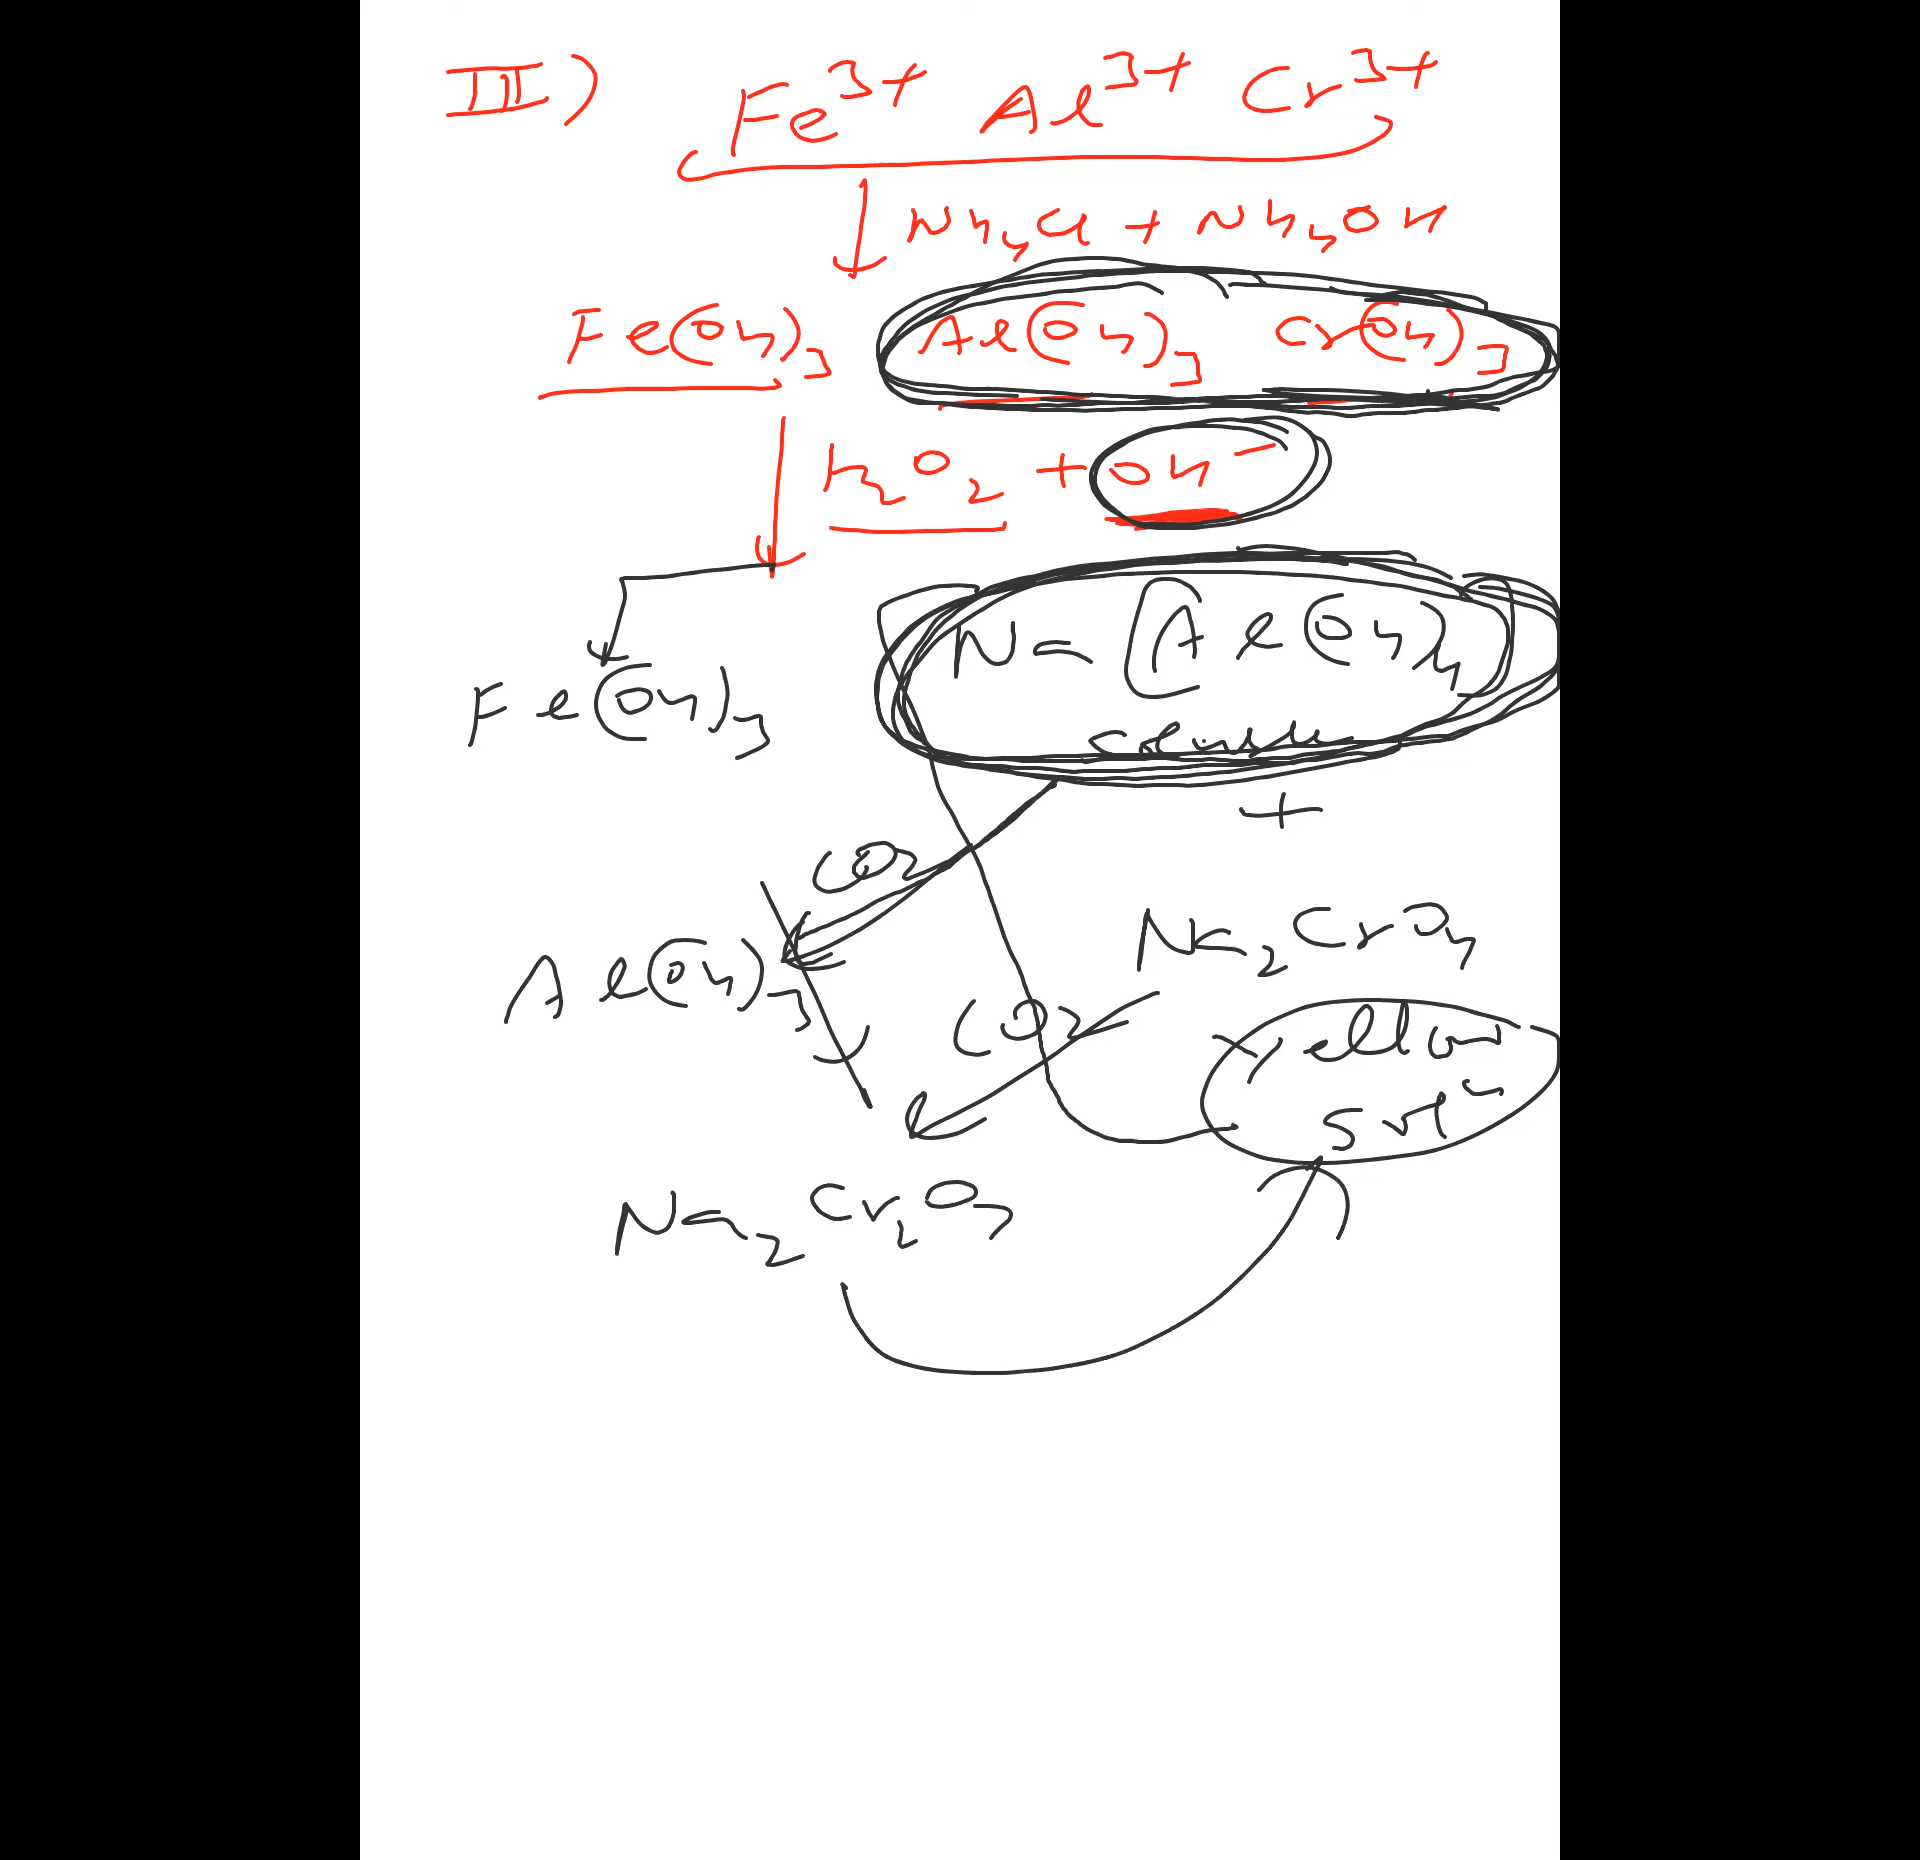 III) Fe³⁺ Al³⁺ Cr³⁺
NH₄Cl + NH₄OH
Fe(OH)₃ Al(OH)₃ Cr(OH)₃
H₂O₂ + OH⁻
Na[Al(OH)₄]
Fe(OH)₃
soluble
+
CO₂
Na₂CrO₄
Al(OH)₃
CO₂
yellow
solⁿ
Na₂Cr₂O₇